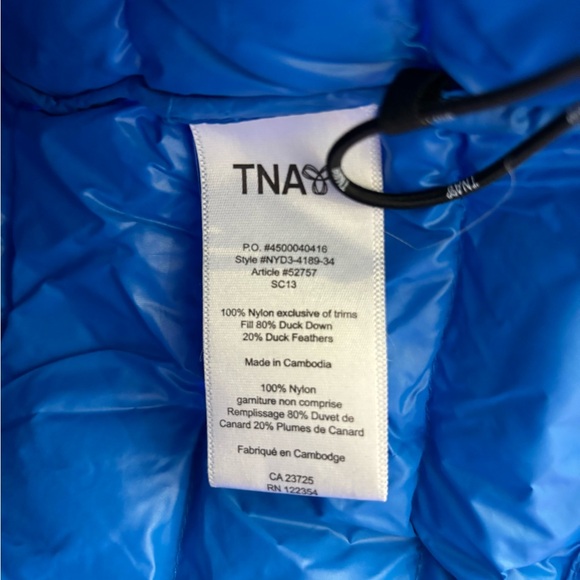 TNA
P.O. #4500040416
Style #NYD3-4189-34
Article #52757
SC13
100% Nylon exclusive of trims
Fill 80% Duck Down
20% Duck Feathers
Made in Cambodia
100% Nylon
garniture non comprise
Remplissage 80% Duvet de
Canard 20% Plumes de Canard
Fabriqué en Cambodge
CA 23725
RN 122354
TNA